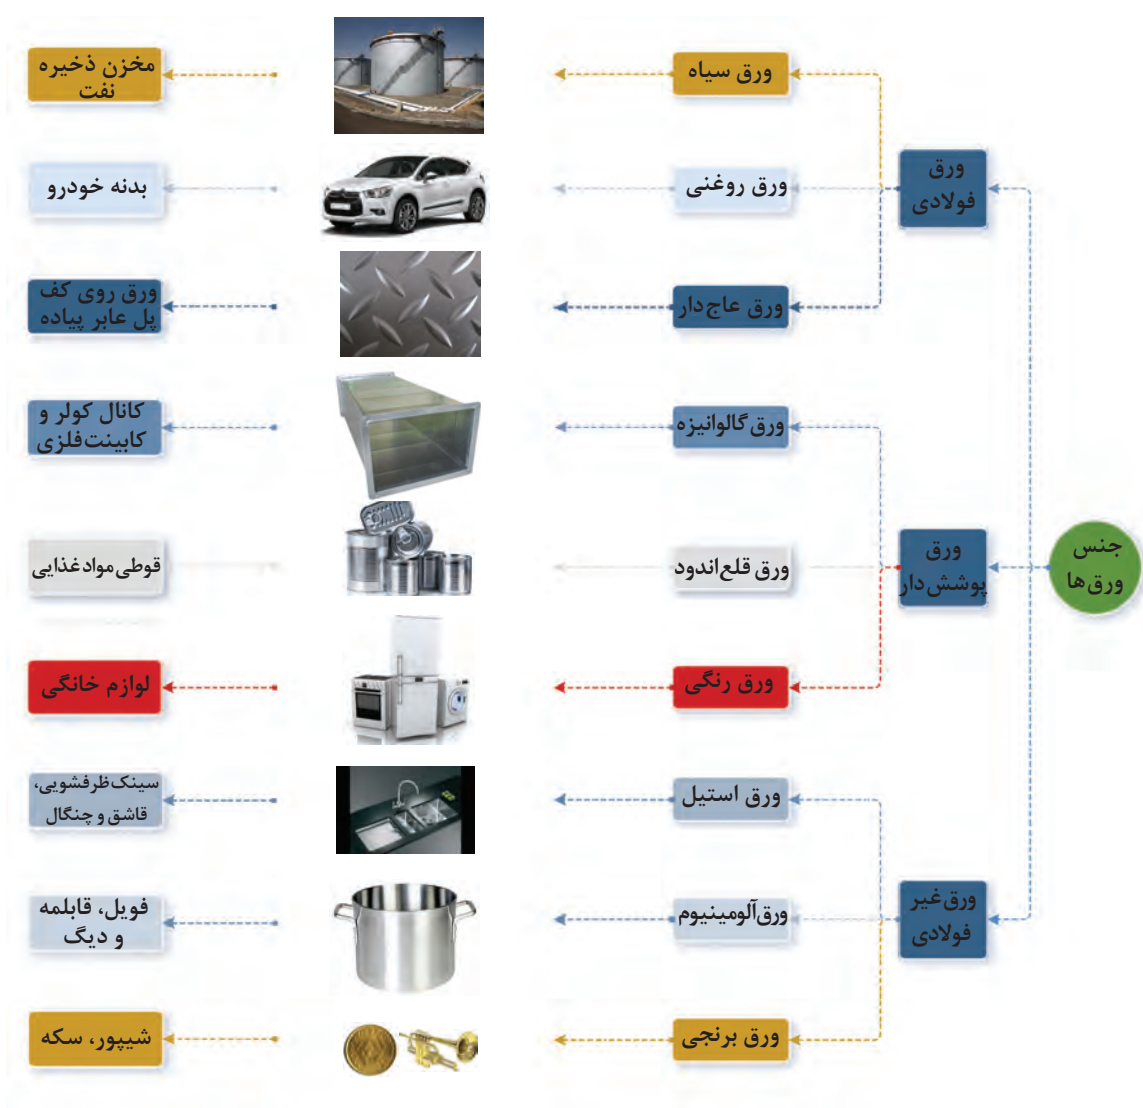 جنس
ورق‌ها
ورق
فولادی
ورق سیاه
مخزن ذخیره
نفت
ورق روغنی
بدنه خودرو
ورق عاج‌دار
ورق روی کف
پل عابر پیاده
ورق
پوشش‌دار
ورق گالوانیزه
کانال کولر و
کابینت فلزی
ورق قلع‌اندود
قوطی مواد غذایی
ورق رنگی
لوازم خانگی
ورق غیر
فولادی
ورق استیل
سینک ظرفشویی،
قاشق و چنگال
ورق آلومینیوم
فویل، قابلمه
و دیگ
ورق برنجی
شیپور، سکه